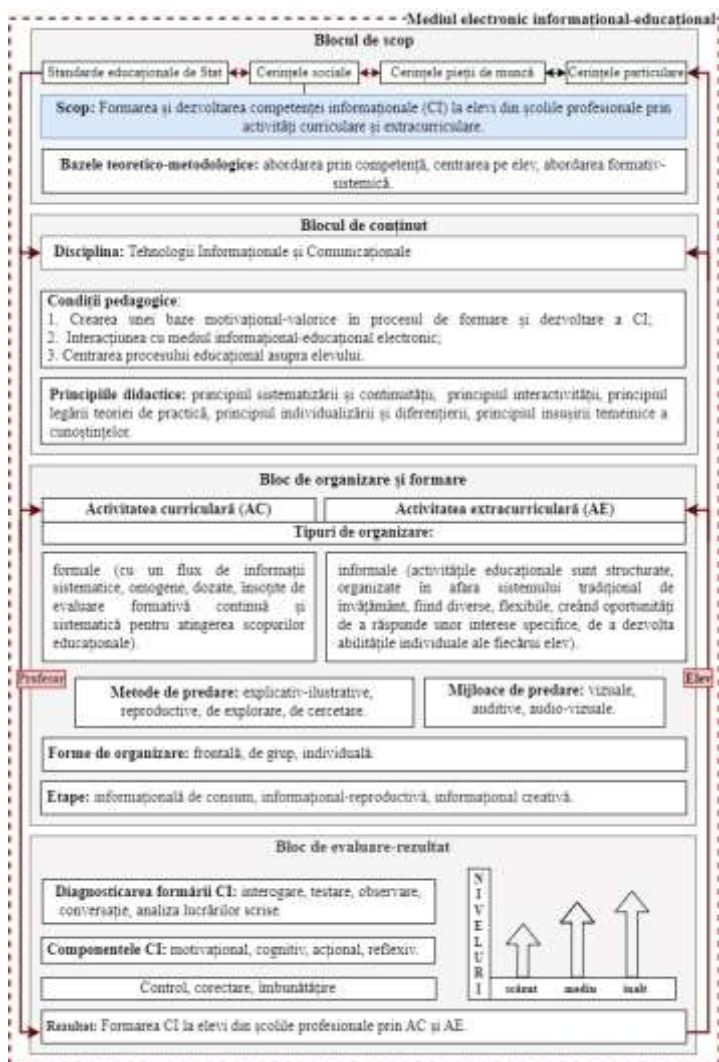 Mediul electronic informațional-educațional
Blocul de scop
Standarde educaționale de Stat
Cerințele sociale
Cerințele pieții de muncă
Cerințele particulare
Scop: Formarea și dezvoltarea competenței informaționale (CI) la elevi din școlile profesionale prin
activități curriculare și extracurriculare.
Bazele teoretico-metodologice: abordarea prin competență, centrarea pe elev, abordarea formativ-
sistemică.
Blocul de conținut
Disciplina: Tehnologii Informaționale și Comunicaționale
Condiții pedagogice:
1. Crearea unei baze motivațional-valorice în procesul de formare și dezvoltare a CI;
2. Interacțiunea cu mediul informațional-educațional electronic;
3. Centrarea procesului educațional asupra elevului.
Principiile didactice: principiul sistematizării și continuității, principiul interactivității, principiul
legării teoriei de practică, principiul individualizării și diferențierii, principiul insușirii temeinice a
cunoștințelor.
Bloc de organizare și formare
Activitatea curriculară (AC)
Activitatea extracurriculară (AE)
Tipuri de organizare:
formale (cu un flux de informații
sistematice, omogene, dozate, însoțite de
evaluare formativă continuă și
sistematică pentru atingerea scopurilor
educaționale).
informale (activitățile educaționale sunt structurate,
organizate în afara sistemului tradițional de
învățământ, fiind diverse, flexibile, creând oportunități
de a răspunde unor interese specifice, de a dezvolta
abilitățile individuale ale fiecărui elev).
Profesor
Elev
Metode de predare: explicativ-ilustrative,
reproductive, de explorare, de cercetare.
Mijloace de predare: vizuale,
auditive, audio-vizuale.
Forme de organizare: frontală, de grup, individuală.
Etape: informațională de consum, informațional-reproductivă, informațional creativă.
Bloc de evaluare-rezultat
Diagnosticarea formării CI: interogare, testare, observare,
conversație, analiza lucrărilor scrise.
Componentele CI: motivațional, cognitiv, acțional, reflexiv.
Control, corectare, îmbunătățire
NIVELURI
scăzut
mediu
înalt
Rezultat: Formarea CI la elevi din școlile profesionale prin AC și AE.